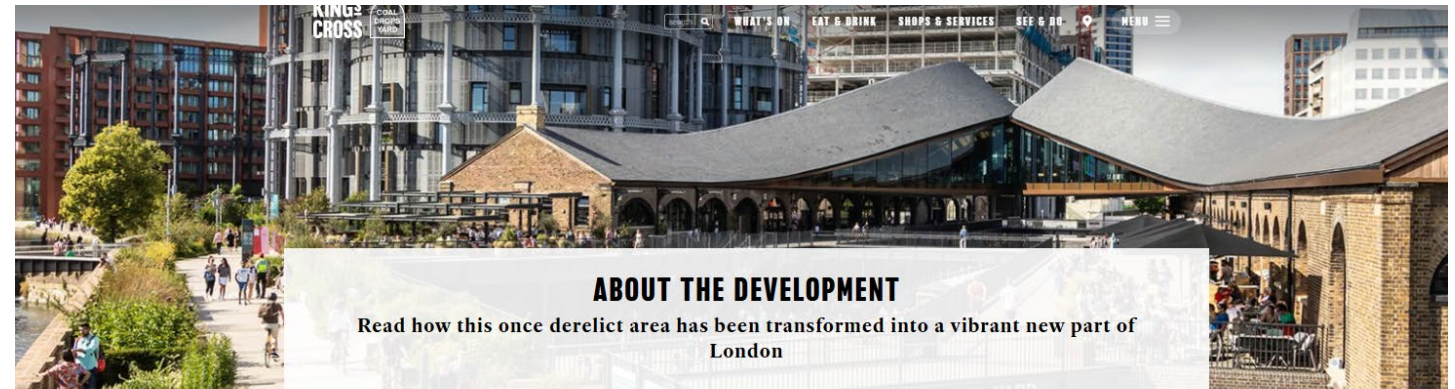 KING'S
CROSS
COAL
DROPS
YARD
Search
WHAT'S ON
EAT & DRINK
SHOPS & SERVICES
SEE & DO
MENU
ABOUT THE DEVELOPMENT
Read how this once derelict area has been transformed into a vibrant new part of
London